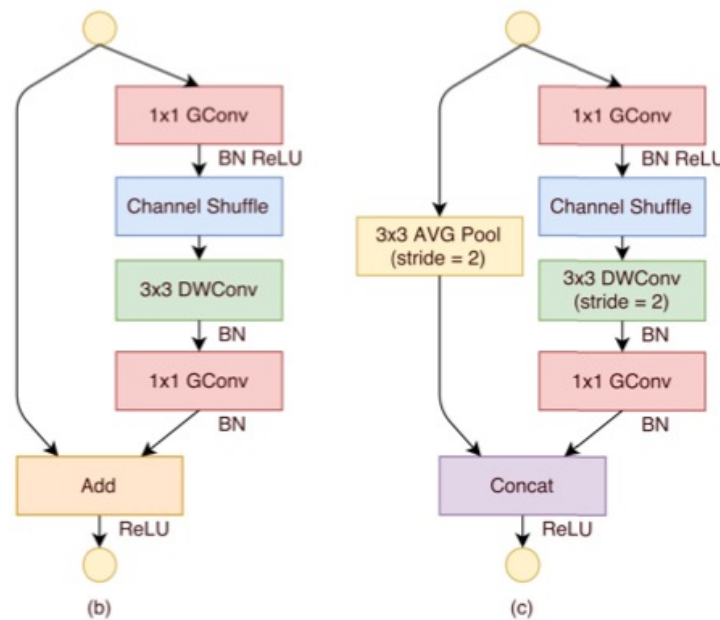 1x1 GConv
BN ReLU
Channel Shuffle
3x3 DWConv
BN
1x1 GConv
BN
Add
ReLU
(b)
1x1 GConv
BN ReLU
Channel Shuffle
3x3 AVG Pool
(stride = 2)
3x3 DWConv
(stride = 2)
BN
1x1 GConv
BN
Concat
ReLU
(c)